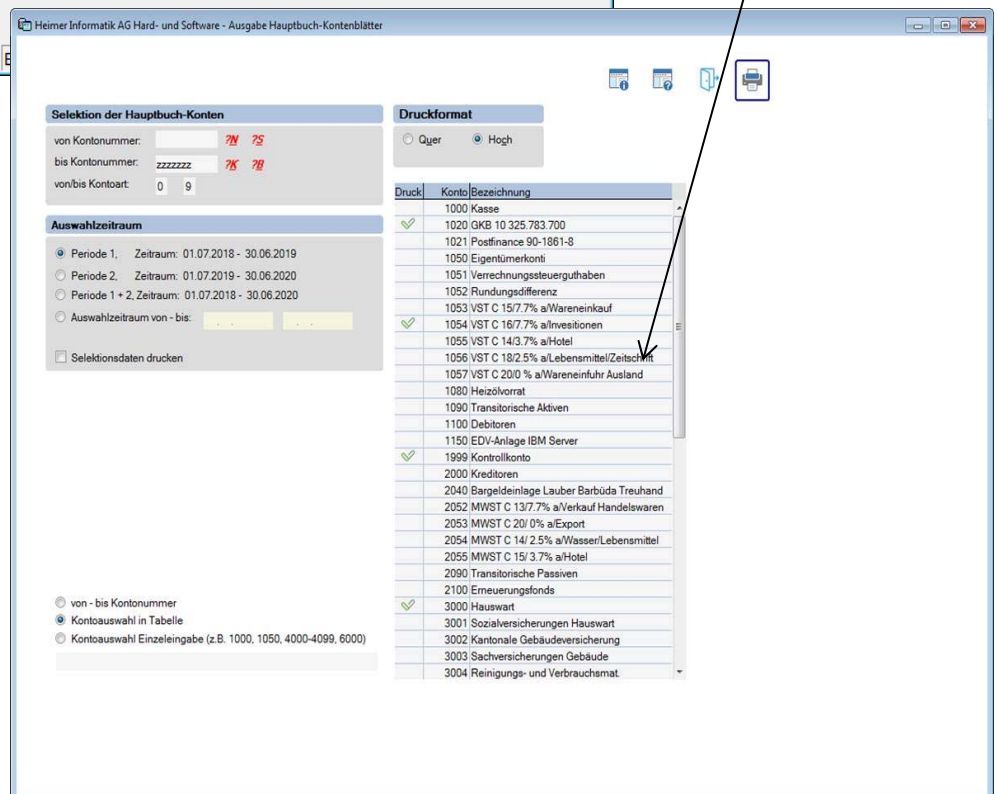 Heimer Informatik AG Hard- und Software - Ausgabe Hauptbuch-Kontenblätter
Selektion der Hauptbuch-Konten
von Kontonummer: ?N ?S
bis Kontonummer: zzzzzzz ?K ?B
von/bis Kontoart: 0 9
Auswahlzeitraum
Periode 1, Zeitraum: 01.07.2018 - 30.06.2019
Periode 2, Zeitraum: 01.07.2019 - 30.06.2020
Periode 1 + 2, Zeitraum: 01.07.2018 - 30.06.2020
Auswahlzeitraum von - bis: . . . .
Selektionsdaten drucken
von - bis Kontonummer
Kontoauswahl in Tabelle
Kontoauswahl Einzeleingabe (z.B. 1000, 1050, 4000-4099, 6000)
Druckformat
Quer Hoch
Druck Konto Bezeichnung
1000 Kasse
1020 GKB 10 325.783.700
1021 Postfinance 90-1861-8
1050 Eigentümerkonti
1051 Verrechnungssteuerguthaben
1052 Rundungsdifferenz
1053 VST C 15/7.7% a/Wareneinkauf
1054 VST C 16/7.7% a/Invesitionen
1055 VST C 14/3.7% a/Hotel
1056 VST C 18/2.5% a/Lebensmittel/Zeitschrift
1057 VST C 20/0 % a/Wareneinfuhr Ausland
1080 Heizölvorrat
1090 Transitorische Aktiven
1100 Debitoren
1150 EDV-Anlage IBM Server
1999 Kontrollkonto
2000 Kreditoren
2040 Bargeldeinlage Lauber Barbüda Treuhand
2052 MWST C 13/7.7% a/Verkauf Handelswaren
2053 MWST C 20/ 0% a/Export
2054 MWST C 14/ 2.5% a/Wasser/Lebensmittel
2055 MWST C 15/ 3.7% a/Hotel
2090 Transitorische Passiven
2100 Erneuerungsfonds
3000 Hauswart
3001 Sozialversicherungen Hauswart
3002 Kantonale Gebäudeversicherung
3003 Sachversicherungen Gebäude
3004 Reinigungs- und Verbrauchsmat.